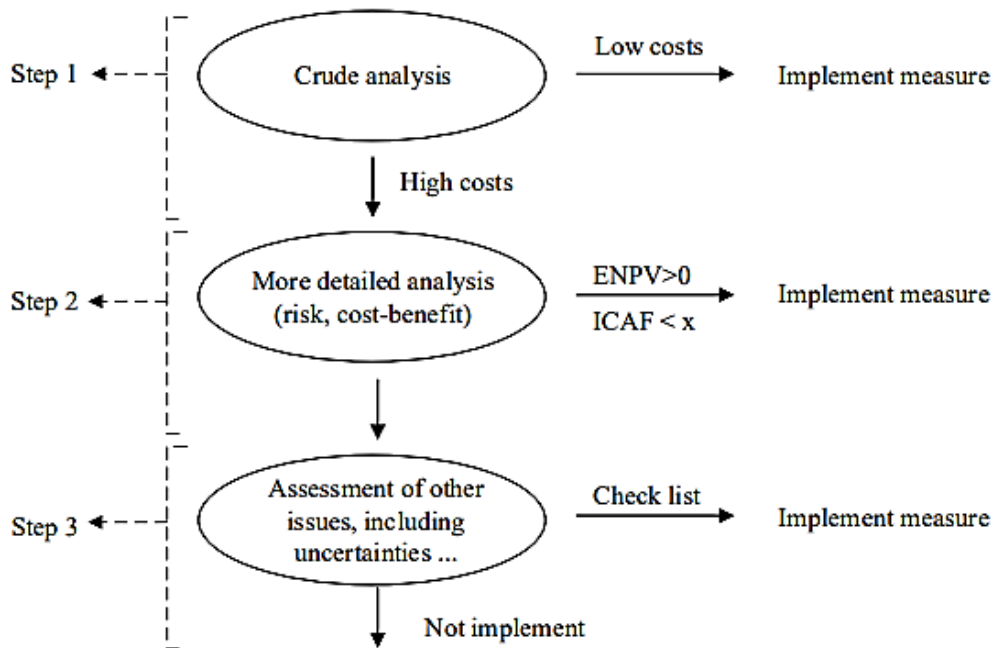 Step 1
Crude analysis
Low costs
Implement measure
High costs
Step 2
More detailed analysis
(risk, cost-benefit)
ENPV>0
ICAF < x
Implement measure
Step 3
Assessment of other
issues, including
uncertainties ...
Check list
Implement measure
Not implement